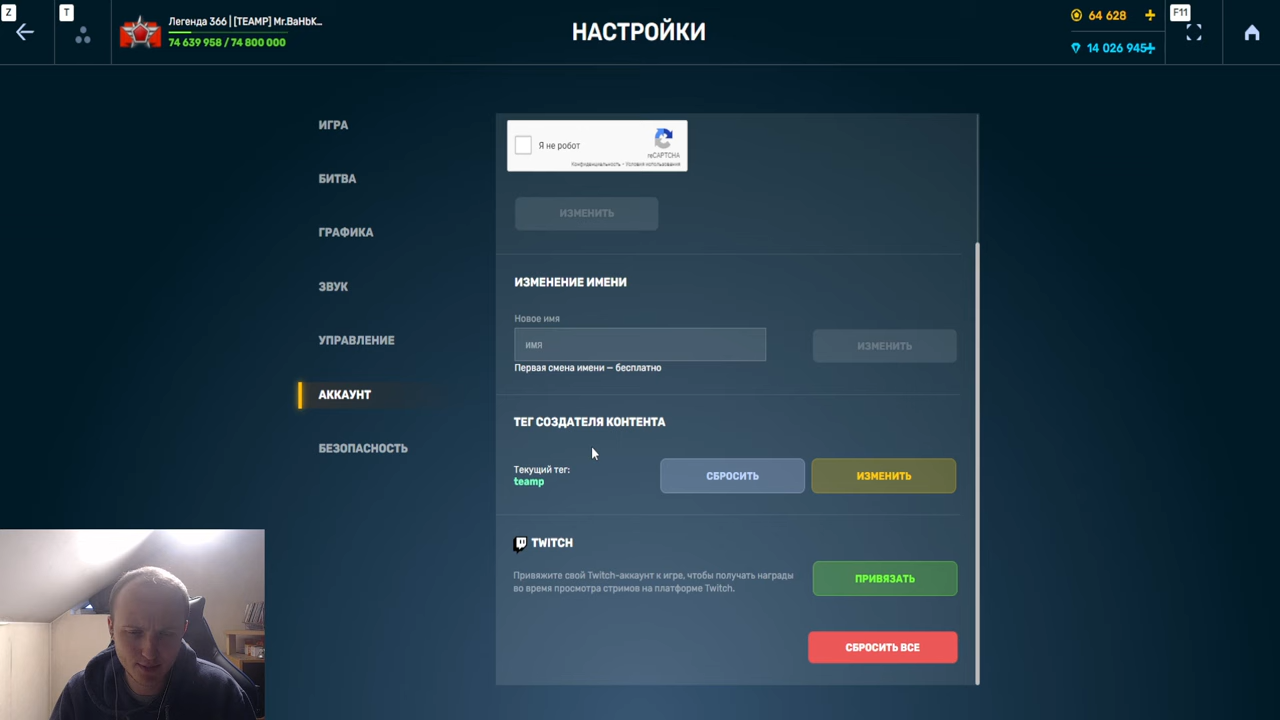 Z
T
Легенда 366 | [TEAMP] Mr.BaHbK...
74 639 958 / 74 800 000
НАСТРОЙКИ
64 628
14 026 945
F11
ИГРА
БИТВА
ГРАФИКА
ЗВУК
УПРАВЛЕНИЕ
АККАУНТ
БЕЗОПАСНОСТЬ
Я не робот
reCAPTCHA
Конфиденциальность - Условия использования
ИЗМЕНИТЬ
ИЗМЕНЕНИЕ ИМЕНИ
Новое имя
имя
ИЗМЕНИТЬ
Первая смена имени — бесплатно
ТЕГ СОЗДАТЕЛЯ КОНТЕНТА
Текущий тег:
teamp
СБРОСИТЬ
ИЗМЕНИТЬ
TWITCH
Привяжите свой Twitch-аккаунт к игре, чтобы получать награды
во время просмотра стримов на платформе Twitch.
ПРИВЯЗАТЬ
СБРОСИТЬ ВСЕ